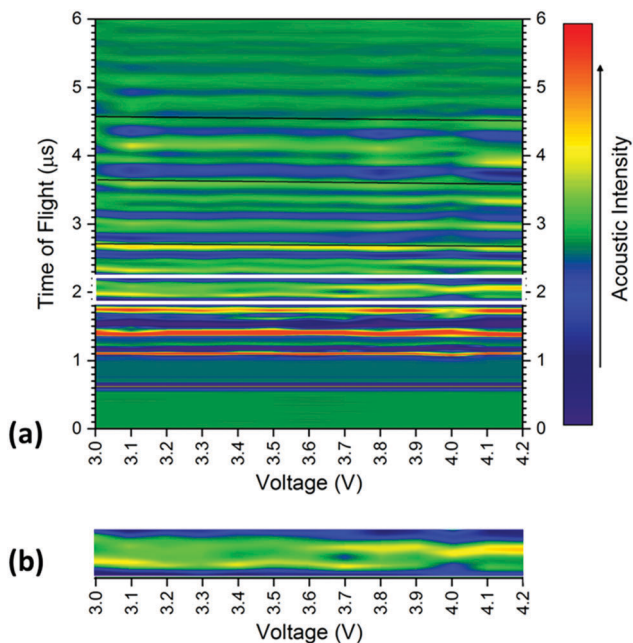 6 6
5 5
4 4
3 3
2 2
1 1
0 0
Time of Flight (μs)
Acoustic Intensity
3.0 3.1 3.2 3.3 3.4 3.5 3.6 3.7 3.8 3.9 4.0 4.1 4.2
Voltage (V)
(a)
(b)
3.0 3.1 3.2 3.3 3.4 3.5 3.6 3.7 3.8 3.9 4.0 4.1 4.2
Voltage (V)